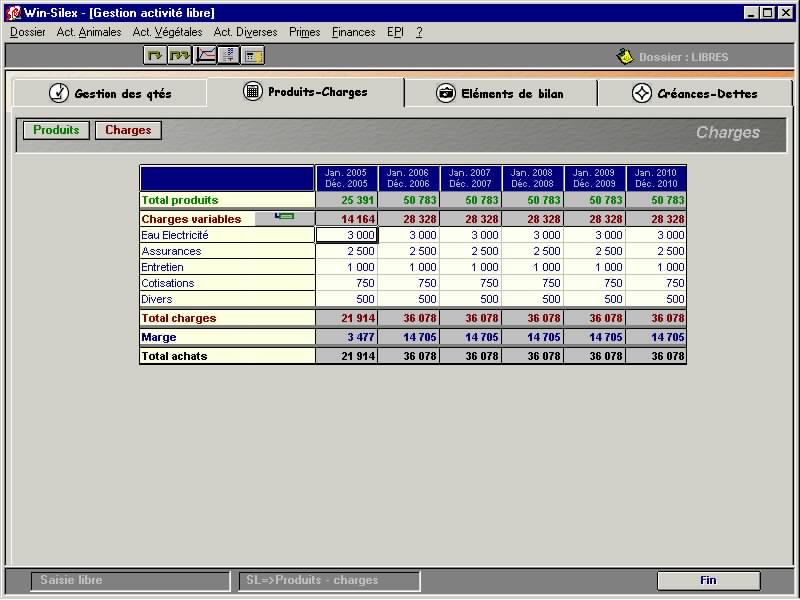 Win-Silex - [Gestion activité libre]
Dossier Act. Animales Act. Végétales Act. Diverses Primes Finances EPI ?
Dossier : LIBRES
Gestion des qtés Produits-Charges Eléments de bilan Créances-Dettes
Produits Charges Charges
Jan. 2005 Jan. 2006 Jan. 2007 Jan. 2008 Jan. 2009 Jan. 2010
Déc. 2005 Déc. 2006 Déc. 2007 Déc. 2008 Déc. 2009 Déc. 2010
Total produits 25 391 50 783 50 783 50 783 50 783 50 783
Charges variables 14 164 28 328 28 328 28 328 28 328 28 328
Eau Electricité 3 000 3 000 3 000 3 000 3 000 3 000
Assurances 2 500 2 500 2 500 2 500 2 500 2 500
Entretien 1 000 1 000 1 000 1 000 1 000 1 000
Cotisations 750 750 750 750 750 750
Divers 500 500 500 500 500 500
Total charges 21 914 36 078 36 078 36 078 36 078 36 078
Marge 3 477 14 705 14 705 14 705 14 705 14 705
Total achats 21 914 36 078 36 078 36 078 36 078 36 078
Saisie libre SL=>Produits - charges Fin